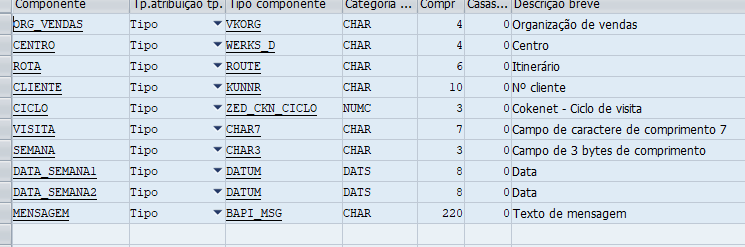 Componente Tp.atribuição tp. Tipo componente Categoria ... Compr Casas... Descrição breve
ORG_VENDAS Tipo VKORG CHAR 4 0 Organização de vendas
CENTRO Tipo WERKS_D CHAR 4 0 Centro
ROTA Tipo ROUTE CHAR 6 0 Itinerário
CLIENTE Tipo KUNNR CHAR 10 0 Nº cliente
CICLO Tipo ZED_CKN_CICLO NUMC 3 0 Cokenet - Ciclo de visita
VISITA Tipo CHAR7 CHAR 7 0 Campo de caractere de comprimento 7
SEMANA Tipo CHAR3 CHAR 3 0 Campo de 3 bytes de comprimento
DATA_SEMANA1 Tipo DATUM DATS 8 0 Data
DATA_SEMANA2 Tipo DATUM DATS 8 0 Data
MENSAGEM Tipo BAPI_MSG CHAR 220 0 Texto de mensagem